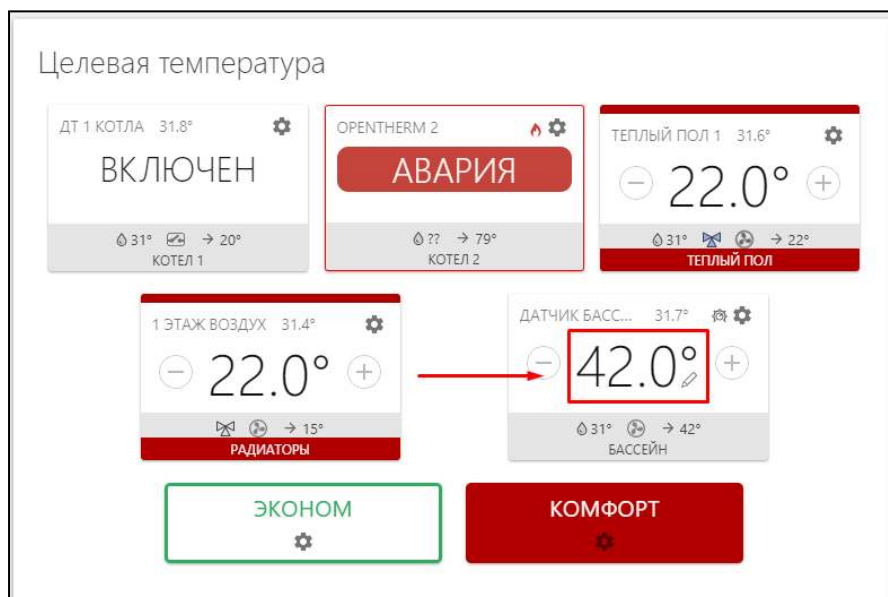 Целевая температура
ДТ 1 КОТЛА 31.8°
ВКЛЮЧЕН
31° → 20°
КОТЕЛ 1
OPENTHERM 2
АВАРИЯ
?? → 79°
КОТЕЛ 2
ТЕПЛЫЙ ПОЛ 1 31.6°
22.0°
31° → 22°
ТЕПЛЫЙ ПОЛ
1 ЭТАЖ ВОЗДУХ 31.4°
22.0°
→ 15°
РАДИАТОРЫ
ДАТЧИК БАСС... 31.7°
42.0°
31° → 42°
БАССЕЙН
ЭКОНОМ
КОМФОРТ